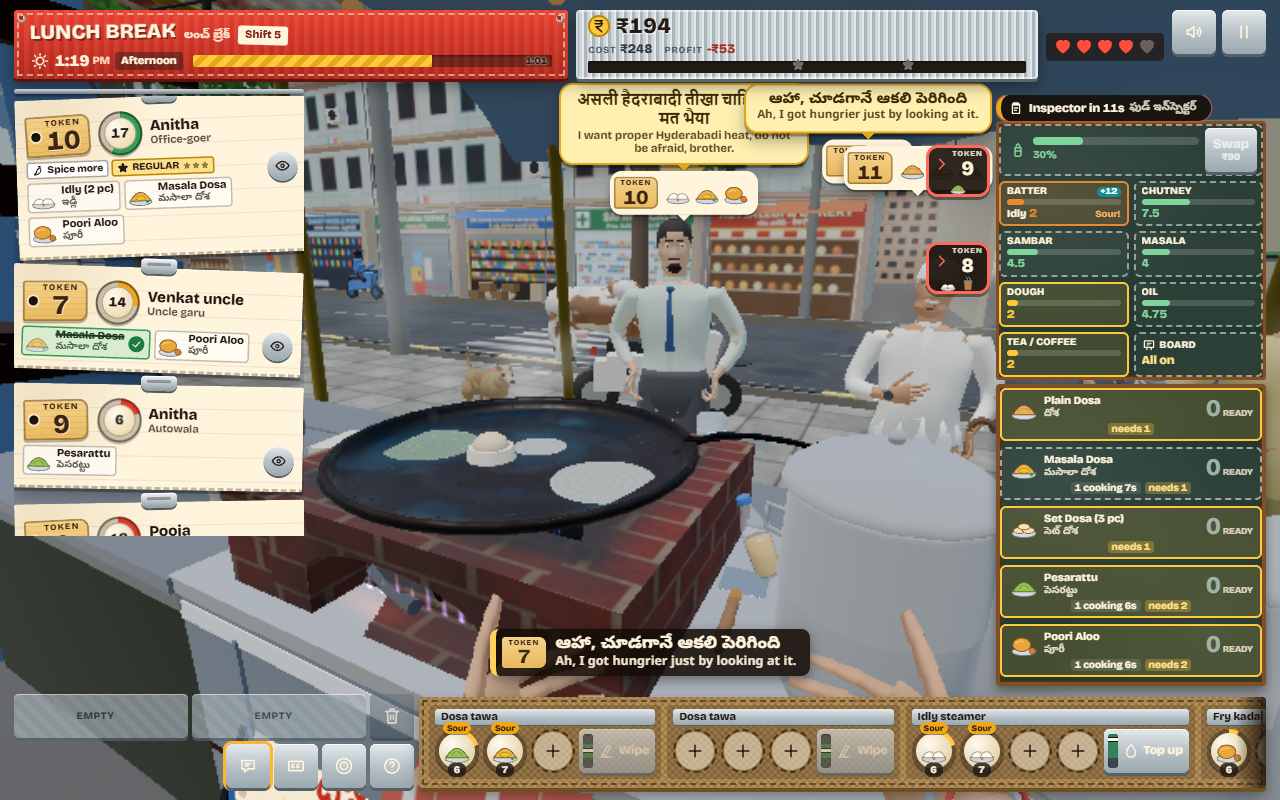 LUNCH BREAK లంచ్ బ్రేక్ Shift 5
1:19 PM Afternoon 1:01
₹194
COST ₹248 PROFIT -₹53
TOKEN 10 17 Anitha
Office-goer
Spice more REGULAR
Idly (2 pc)
ఇడ్లీ
Masala Dosa
మసాలా దోశ
Poori Aloo
పూరీ
TOKEN 7 14 Venkat uncle
Uncle garu
Masala Dosa
మసాలా దోశ
Poori Aloo
పూరీ
TOKEN 9 6 Anitha
Autowala
Pesarattu
పెసరట్టు
TOKEN Pooja
असली हैदराबादी तीखा
मत भैया
I want proper Hyderabadi heat, do not
be afraid, brother.
ఆహా, చూడగానే ఆకలి పెరిగింది
Ah, I got hungrier just by looking at it.
TOKEN 10
TOKEN 11
TOKEN 9
TOKEN 8
TOKEN 7
ఆహా, చూడగానే ఆకలి పెరిగింది
Ah, I got hungrier just by looking at it.
Inspector in 11s ఫుడ్ ఇన్‌స్పెక్టర్
30%
Swap
₹90
BATTER +12
Idly 2 Sour!
CHUTNEY
7.5
SAMBAR
4.5
MASALA
4
DOUGH
2
OIL
4.75
TEA / COFFEE
2
BOARD
All on
Plain Dosa
దోశ
0 READY
needs 1
Masala Dosa
మసాలా దోశ
0 READY
1 cooking 7s needs 1
Set Dosa (3 pc)
సెట్ దోశ
0 READY
needs 1
Pesarattu
పెసరట్టు
0 READY
1 cooking 6s needs 2
Poori Aloo
పూరీ
0 READY
1 cooking 6s needs 2
EMPTY
EMPTY
Dosa tawa
Sour 6
Sour 7
Wipe
Dosa tawa
Wipe
Idly steamer
Sour 6
Sour 7
Top up
Fry kadai
Sour 6